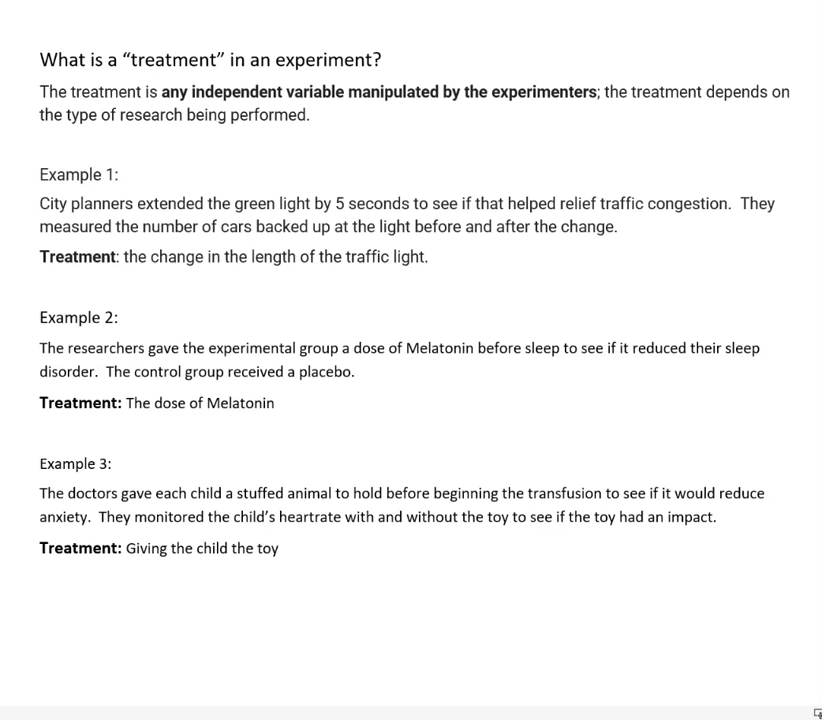 What is a “treatment” in an experiment?
The treatment is any independent variable manipulated by the experimenters; the treatment depends on
the type of research being performed.
Example 1:
City planners extended the green light by 5 seconds to see if that helped relief traffic congestion.  They
measured the number of cars backed up at the light before and after the change.
Treatment: the change in the length of the traffic light.
Example 2:
The researchers gave the experimental group a dose of Melatonin before sleep to see if it reduced their sleep
disorder.  The control group received a placebo.
Treatment: The dose of Melatonin
Example 3:
The doctors gave each child a stuffed animal to hold before beginning the transfusion to see if it would reduce
anxiety.  They monitored the child’s heartrate with and without the toy to see if the toy had an impact.
Treatment: Giving the child the toy